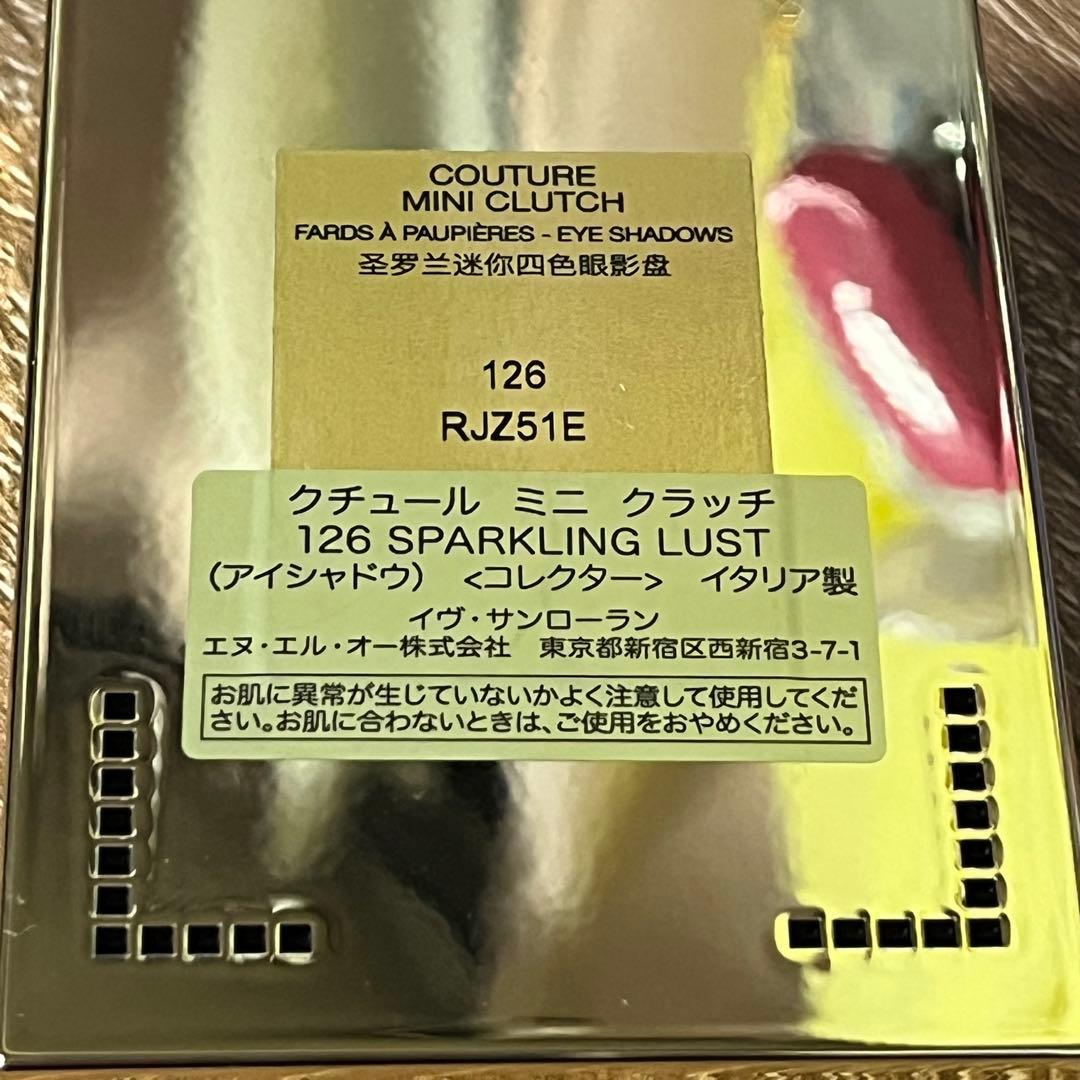 COUTURE
MINI CLUTCH
FARDS À PAUPIÈRES - EYE SHADOWS
圣罗兰迷你四色眼影盘
126
RJZ51E
クチュール ミニ クラッチ
126 SPARKLING LUST
（アイシャドウ） <コレクター> イタリア製
イヴ・サンローラン
エヌ・エル・オー株式会社 東京都新宿区西新宿3-7-1
お肌に異常が生じていないかよく注意して使用してくだ
さい。お肌に合わないときは、ご使用をおやめください。